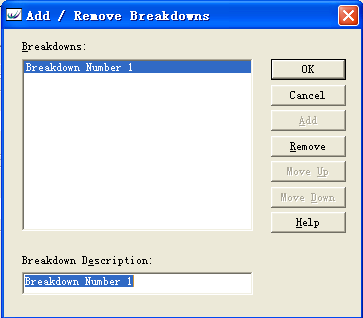 Add / Remove Breakdowns
Breakdowns:
Breakdown Number 1
OK
Cancel
Add
Remove
Move Up
Move Down
Help
Breakdown Description:
Breakdown Number 1